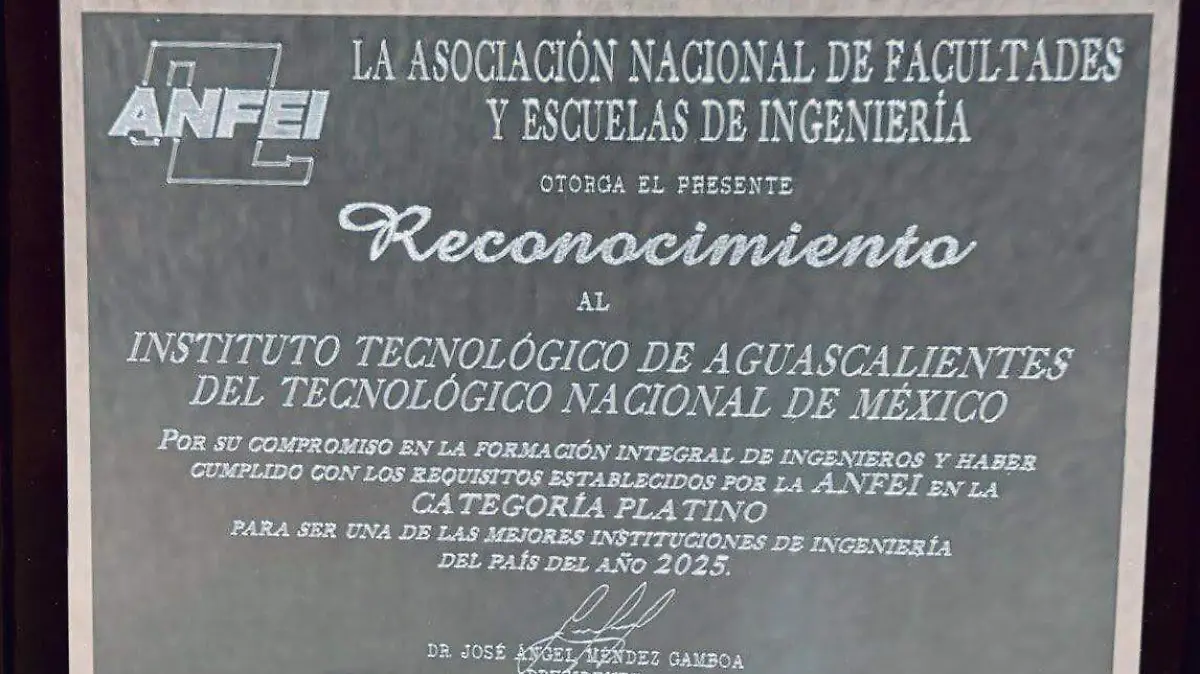 ANFEI
LA ASOCIACIÓN NACIONAL DE FACULTADES
Y ESCUELAS DE INGENIERÍA
OTORGA EL PRESENTE
Reconocimiento
AL
INSTITUTO TECNOLÓGICO DE AGUASCALIENTES
DEL TECNOLÓGICO NACIONAL DE MÉXICO
POR SU COMPROMISO EN LA FORMACIÓN INTEGRAL DE INGENIEROS Y HABER
CUMPLIDO CON LOS REQUISITOS ESTABLECIDOS POR LA ANFEI EN LA
CATEGORÍA PLATINO
PARA SER UNA DE LAS MEJORES INSTITUCIONES DE INGENIERÍA
DEL PAÍS DEL AÑO 2025.
DR. JOSÉ ÁNGEL MÉNDEZ GAMBOA